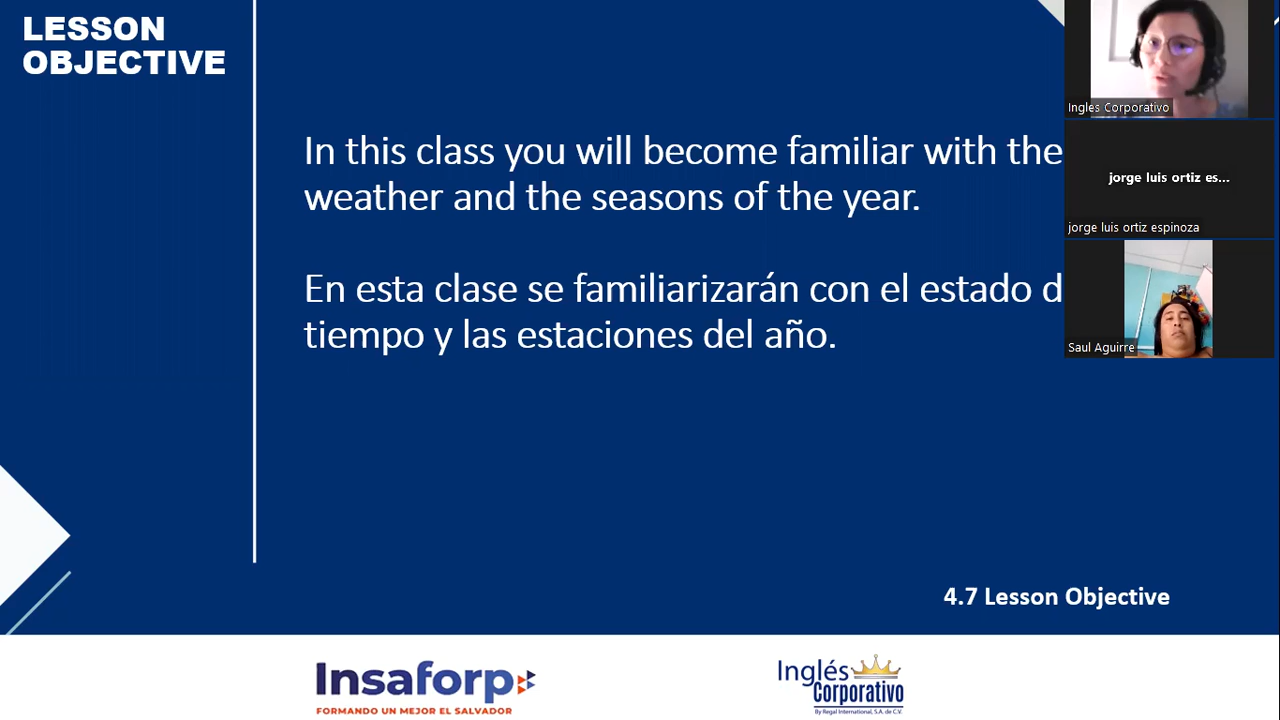 LESSON
OBJECTIVE
In this class you will become familiar with the
weather and the seasons of the year.
En esta clase se familiarizarán con el estado d
tiempo y las estaciones del año.
4.7 Lesson Objective
Insaforp
FORMANDO UN MEJOR EL SALVADOR
Inglés
Corporativo
By Regal International, S.A. de C.V.
Ingles Corporativo
jorge luis ortiz es...
jorge luis ortiz espinoza
Saul Aguirre